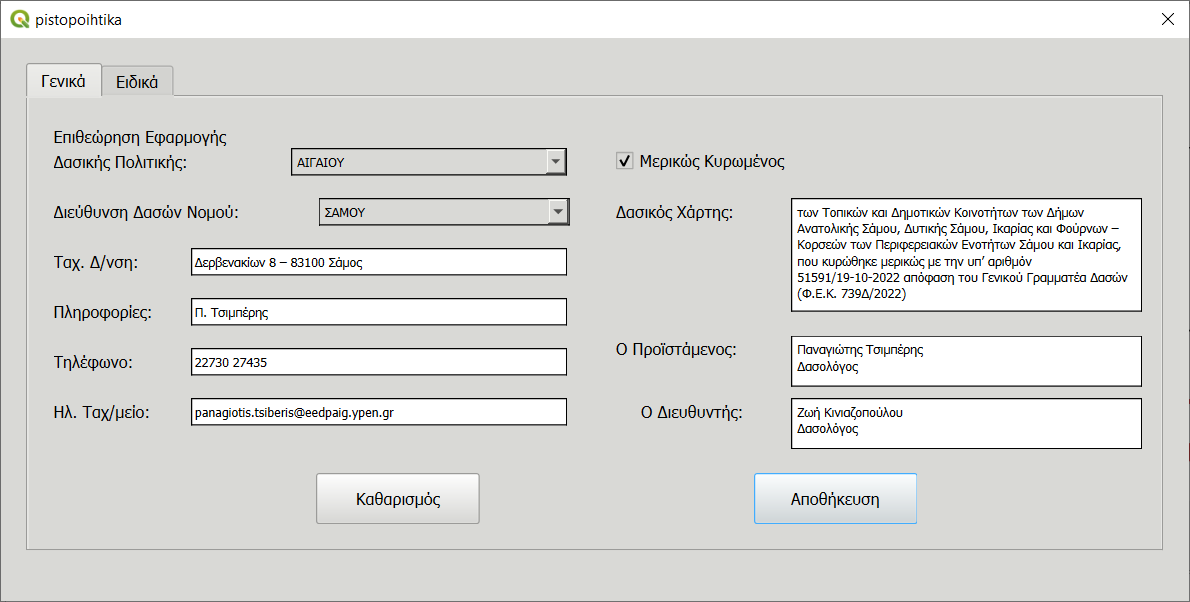 pistopoihtika
Γενικά
Ειδικά
Επιθεώρηση Εφαρμογής
Δασικής Πολιτικής:
ΑΙΓΑΙΟΥ
Διεύθυνση Δασών Νομού:
ΣΑΜΟΥ
Ταχ. Δ/νση:
Δερβενακίων 8 – 83100 Σάμος
Πληροφορίες:
Π. Τσιμπέρης
Τηλέφωνο:
22730 27435
Ηλ. Ταχ/μείο:
panagiotis.tsiberis@eedpaig.ypen.gr
Μερικώς Κυρωμένος
Δασικός Χάρτης:
των Τοπικών και Δημοτικών Κοινοτήτων των Δήμων
Ανατολικής Σάμου, Δυτικής Σάμου, Ικαρίας και Φούρνων –
Κορσεών των Περιφερειακών Ενοτήτων Σάμου και Ικαρίας,
που κυρώθηκε μερικώς με την υπ’ αριθμόν
51591/19-10-2022 απόφαση του Γενικού Γραμματέα Δασών
(Φ.Ε.Κ. 739Δ/2022)
Ο Προϊστάμενος:
Παναγιώτης Τσιμπέρης
Δασολόγος
Ο Διευθυντής:
Ζωή Κινιαζοπούλου
Δασολόγος
Καθαρισμός
Αποθήκευση